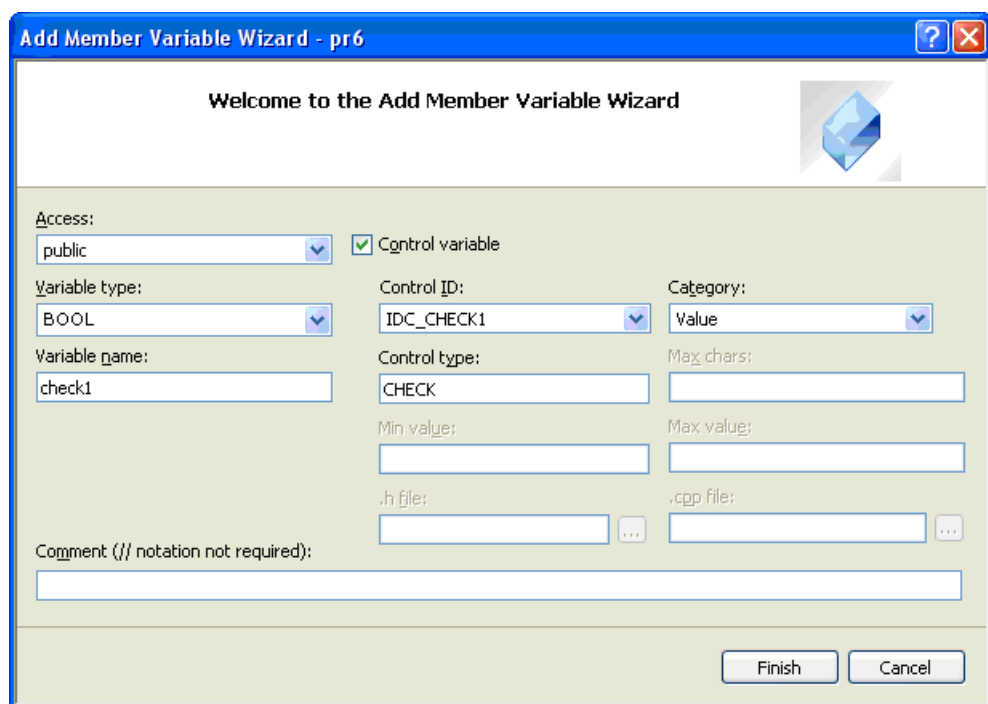 Add Member Variable Wizard - pr6
Welcome to the Add Member Variable Wizard
Access:
public
Control variable
Variable type:
BOOL
Control ID:
IDC_CHECK1
Category:
Value
Variable name:
check1
Control type:
CHECK
Max chars:
Min value:
Max value:
.h file:
...
.cpp file:
...
Comment (// notation not required):
Finish
Cancel